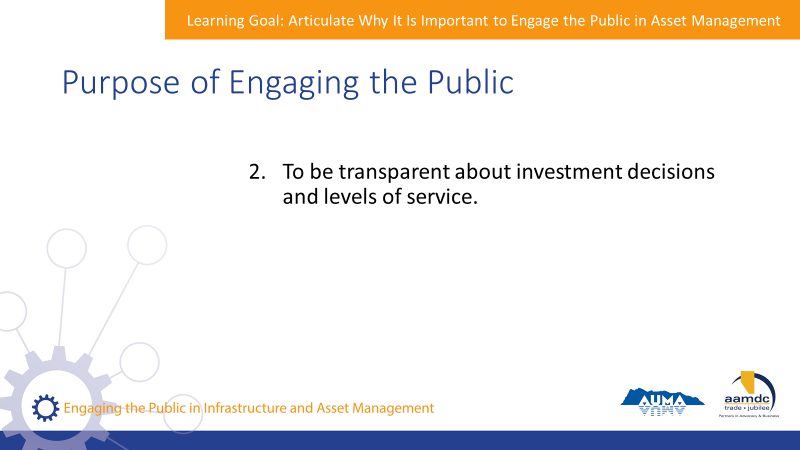 Learning Goal: Articulate Why It Is Important to Engage the Public in Asset Management
Purpose of Engaging the Public
2. To be transparent about investment decisions
and levels of service.
Engaging the Public in Infrastructure and Asset Management
AUMA
aamdc
trade • jubilee
Partners in Advocacy & Business